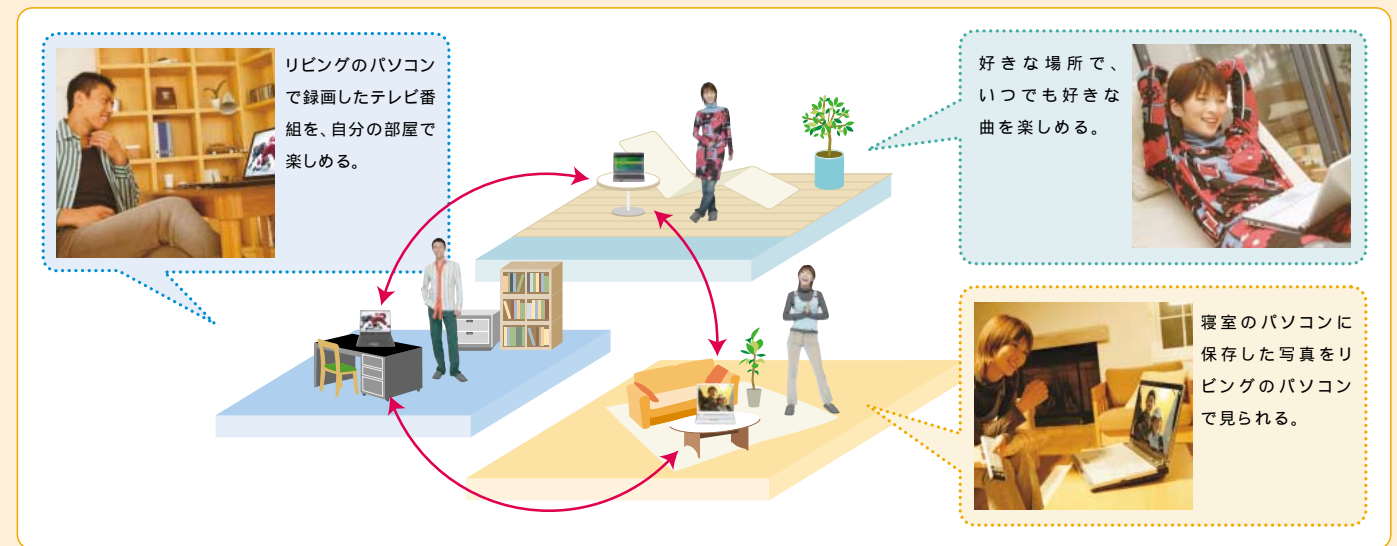 リビングのパソコン
で録画したテレビ番
組を、自分の部屋で
楽しめる。
好きな場所で、
いつでも好きな
曲を楽しめる。
寝室のパソコンに
保存した写真をリ
ビングのパソコン
で見られる。